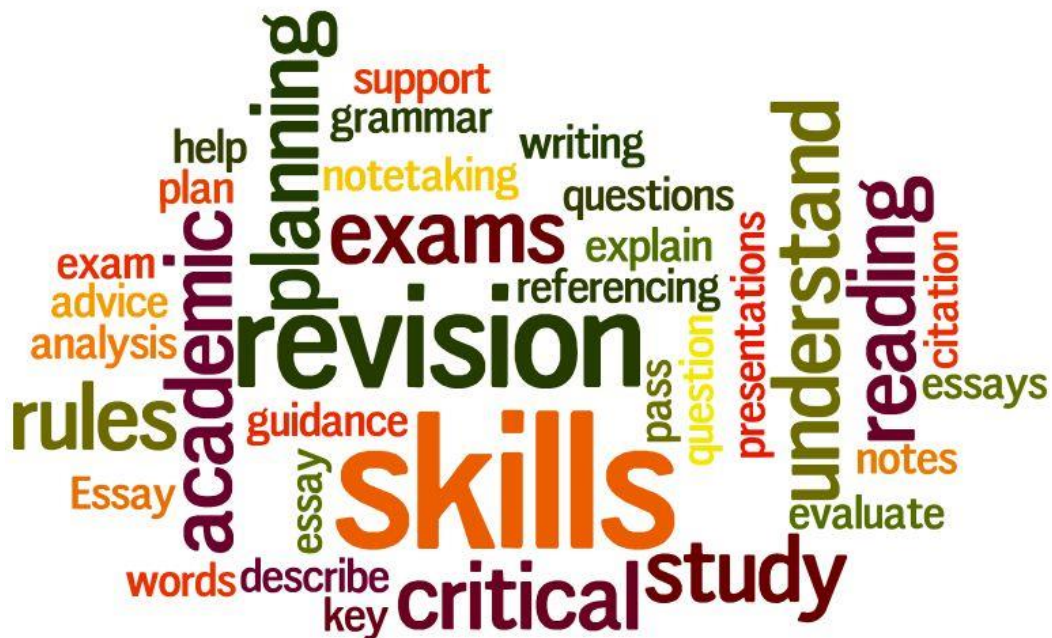 planning
support
grammar
help
writing
plan
notetaking
questions
understand
academic
exams
explain
reading
exam
referencing
presentations
citation
advice
revision
analysis
question
pass
essays
rules
guidance
skills
notes
Essay
essay
evaluate
study
words
describe
critical
key